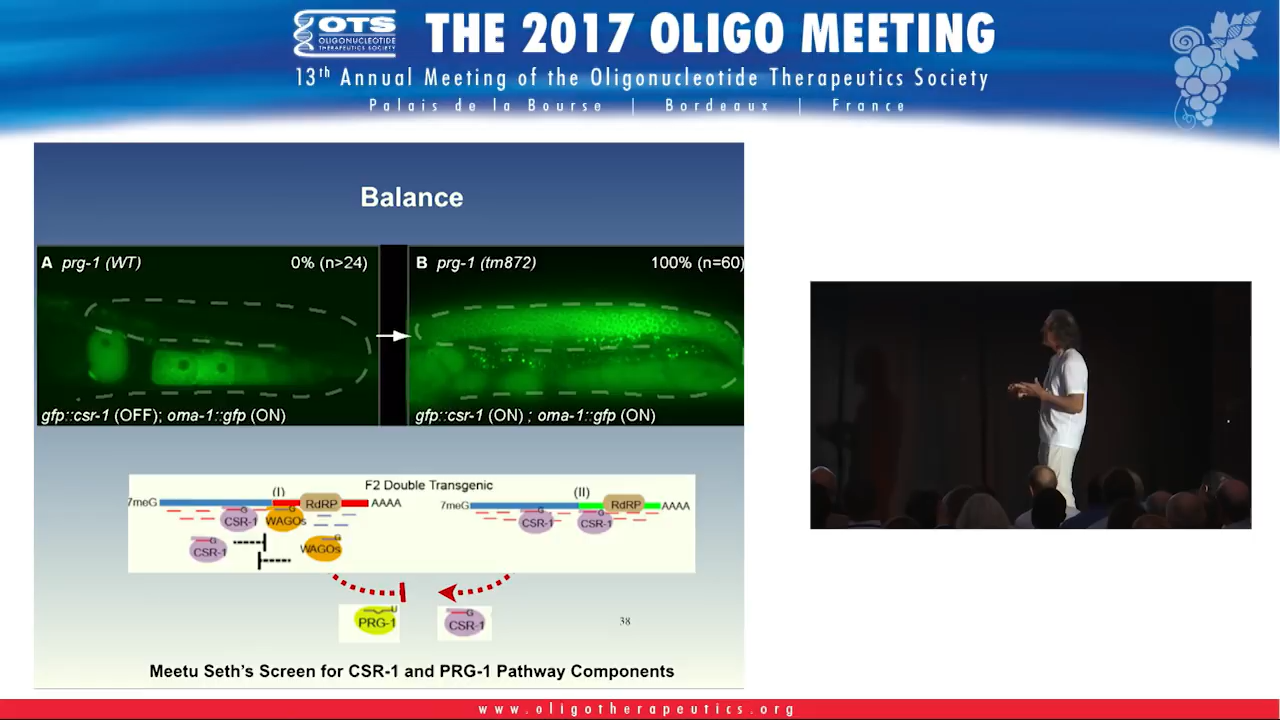 OTS
OLIGONUCLEOTIDE
THERAPEUTICS SOCIETY
THE 2017 OLIGO MEETING
13th Annual Meeting of the Oligonucleotide Therapeutics Society
Palais de la Bourse | Bordeaux | France
Balance
A prg-1 (WT) 0% (n>24)
B prg-1 (tm872) 100% (n=60)
gfp::csr-1 (OFF); oma-1::gfp (ON)
gfp::csr-1 (ON) ; oma-1::gfp (ON)
F2 Double Transgenic
(I)
7meG RdRP AAAA
G G
CSR-1 WAGOs
G G
CSR-1 WAGOs
(II)
7meG RdRP AAAA
G G
CSR-1 CSR-1
U
PRG-1
G
CSR-1
38
Meetu Seth's Screen for CSR-1 and PRG-1 Pathway Components
www.oligotherapeutics.org